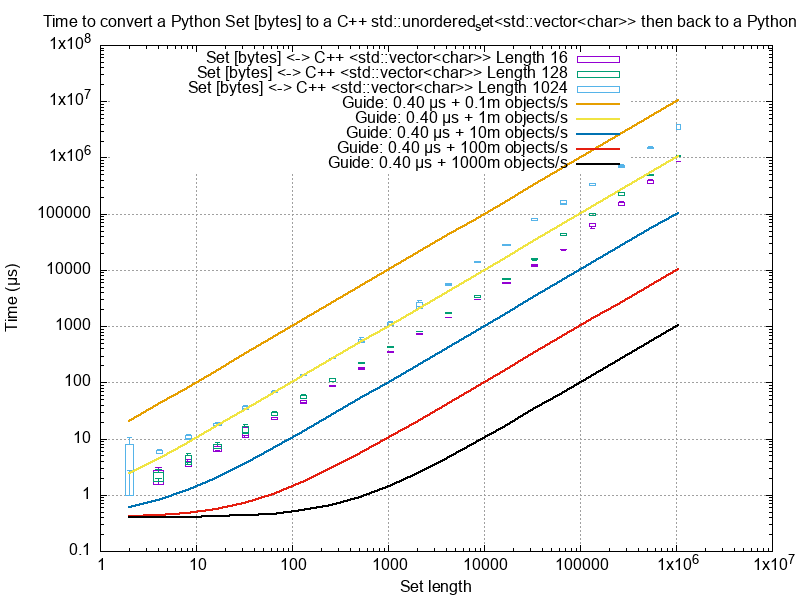 Time to convert a Python Set [bytes] to a C++ std::unordered_set<std::vector<char>> then back to a Python
1x10^8
1x10^7
1x10^6
100000
10000
1000
100
10
1
0.1
Time (µs)
Set [bytes] <-> C++ <std::vector<char>> Length 16
Set [bytes] <-> C++ <std::vector<char>> Length 128
Set [bytes] <-> C++ <std::vector<char>> Length 1024
Guide: 0.40 µs + 0.1m objects/s
Guide: 0.40 µs + 1m objects/s
Guide: 0.40 µs + 10m objects/s
Guide: 0.40 µs + 100m objects/s
Guide: 0.40 µs + 1000m objects/s
1 10 100 1000 10000 100000 1x10^6 1x10^7
Set length